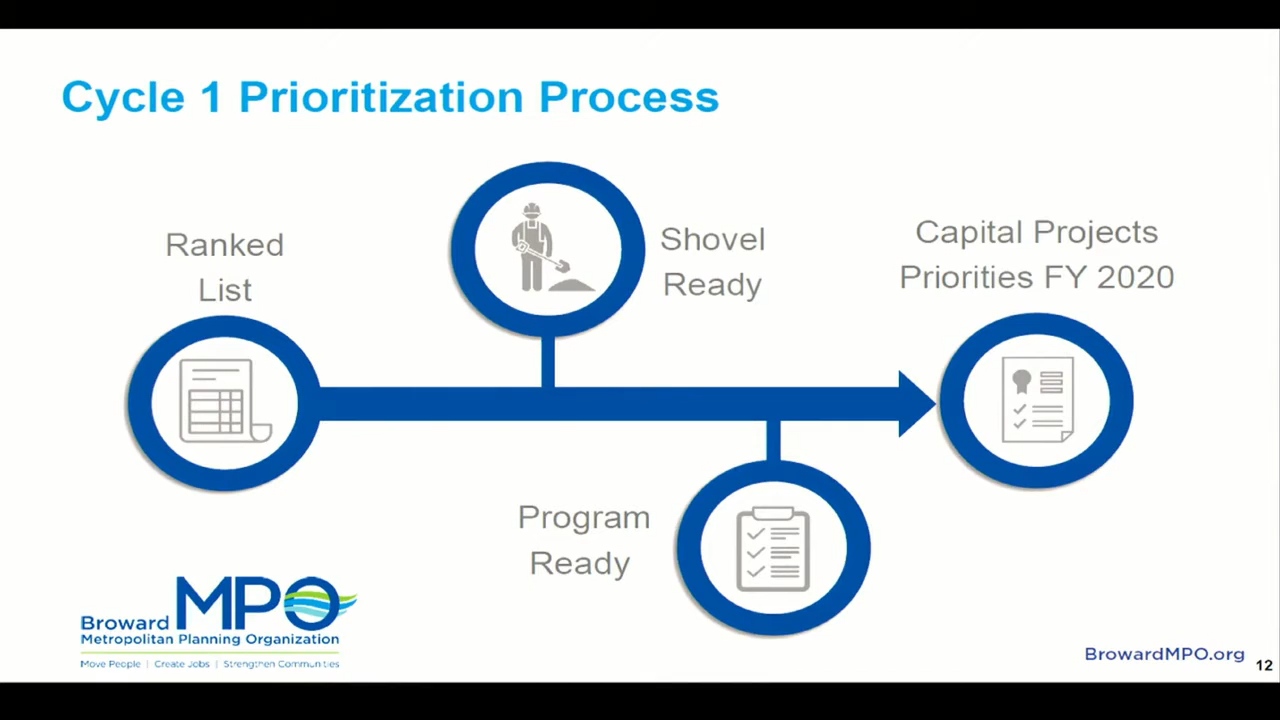 Cycle 1 Prioritization Process
Ranked
List
Shovel
Ready
Capital Projects
Priorities FY 2020
Program
Ready
Broward MPO
Metropolitan Planning Organization
Move People | Create Jobs | Strengthen Communities
BrowardMPO.org
12